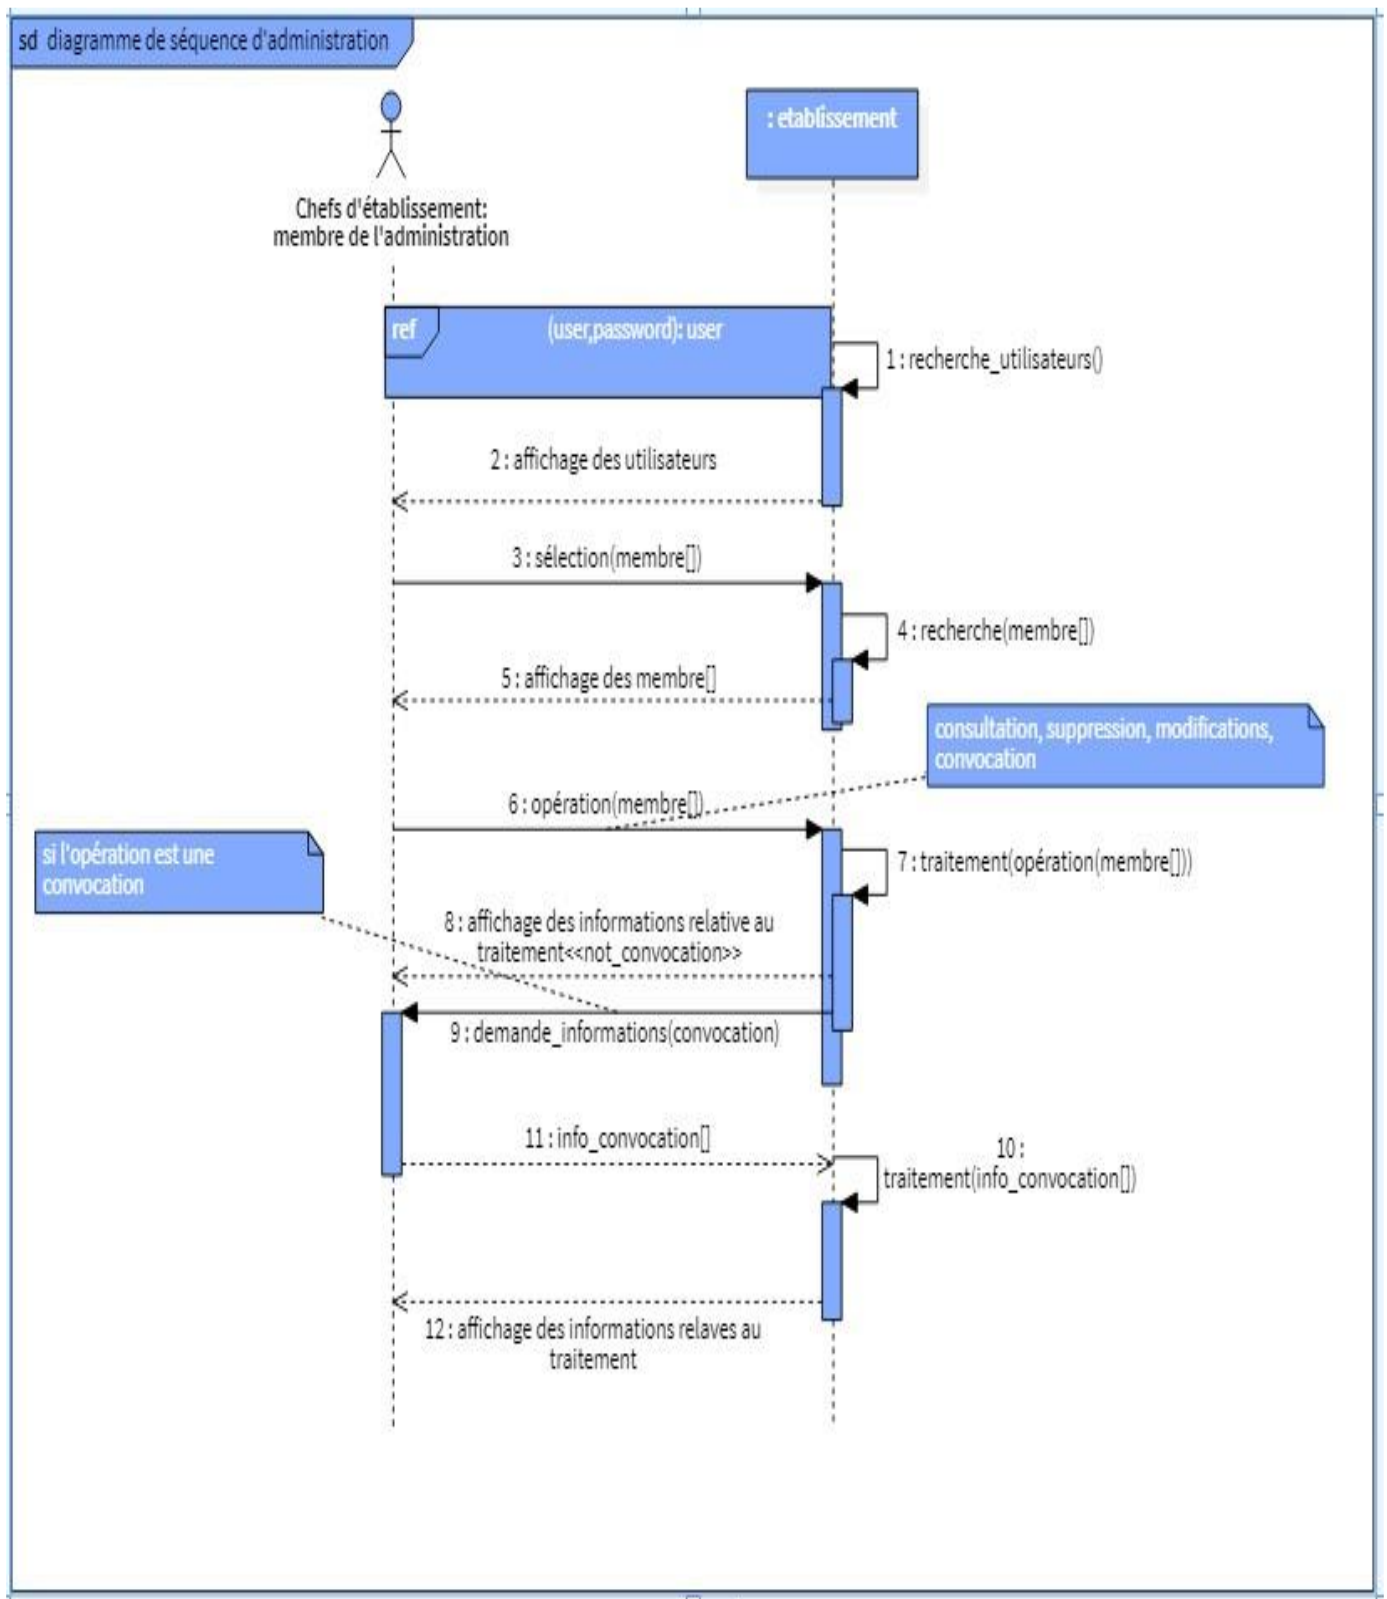 sd diagramme de séquence d'administration
: etablissement
Chefs d'établissement:
membre de l'administration
ref
(user,password): user
1 : recherche_utilisateurs()
2 : affichage des utilisateurs
3 : sélection(membre[])
4 : recherche(membre[])
5 : affichage des membre[]
consultation, suppression, modifications,
convocation
6 : opération(membre[])
si l'opération est une
convocation
7 : traitement(opération(membre[]))
8 : affichage des informations relative au
traitement<<not_convocation>>
9 : demande_informations(convocation)
11 : info_convocation[]
10 :
traitement(info_convocation[])
12 : affichage des informations relaves au
traitement